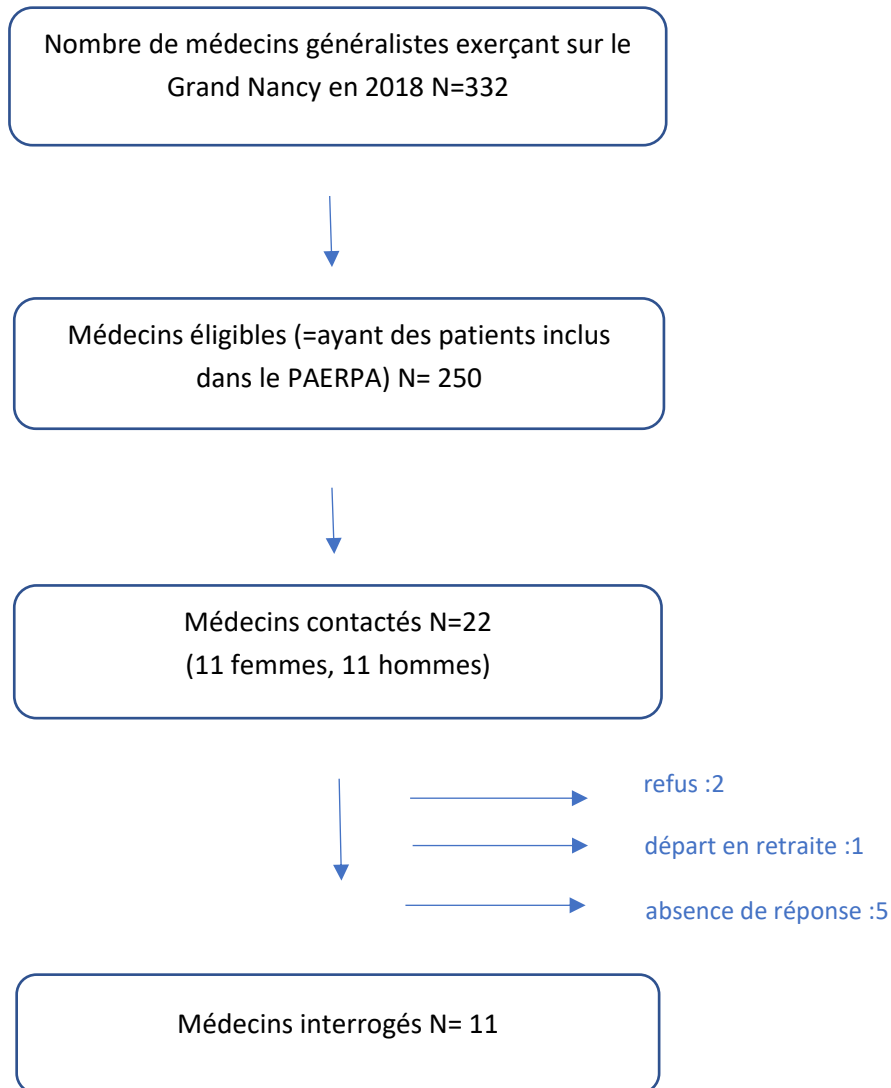 Nombre de médecins généralistes exerçant sur le
Grand Nancy en 2018 N=332
Médecins éligibles (=ayant des patients inclus
dans le PAERPA) N= 250
Médecins contactés N=22
(11 femmes, 11 hommes)
refus :2
départ en retraite :1
absence de réponse :5
Médecins interrogés N= 11